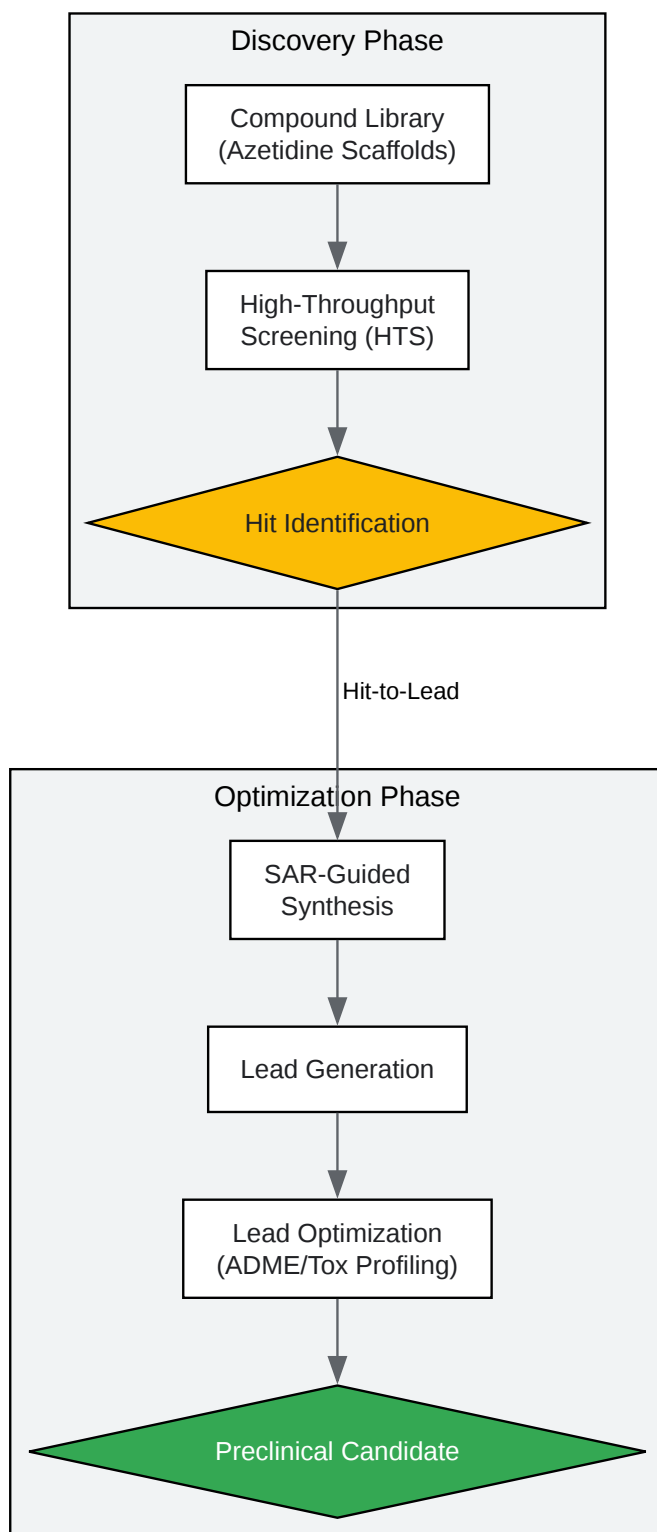 Discovery Phase
Compound Library
(Azetidine Scaffolds)
High-Throughput
Screening (HTS)
Hit Identification
Hit-to-Lead
Optimization Phase
SAR-Guided
Synthesis
Lead Generation
Lead Optimization
(ADME/Tox Profiling)
Preclinical Candidate